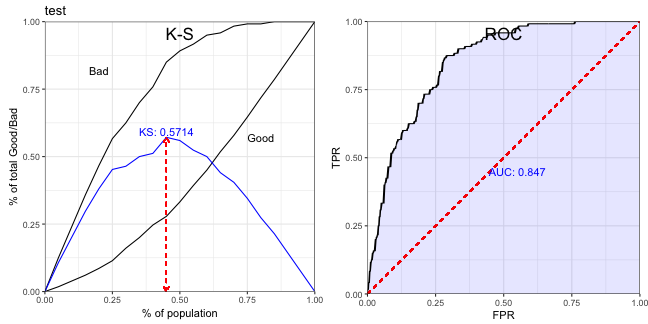 test
K-S
Bad
KS: 0.5714
Good
1.00
0.75
0.50
0.25
0.00
0.00 0.25 0.50 0.75 1.00
% of population
% of total Good/Bad
ROC
AUC: 0.847
1.00
0.75
0.50
0.25
0.00
0.00 0.25 0.50 0.75 1.00
FPR
TPR